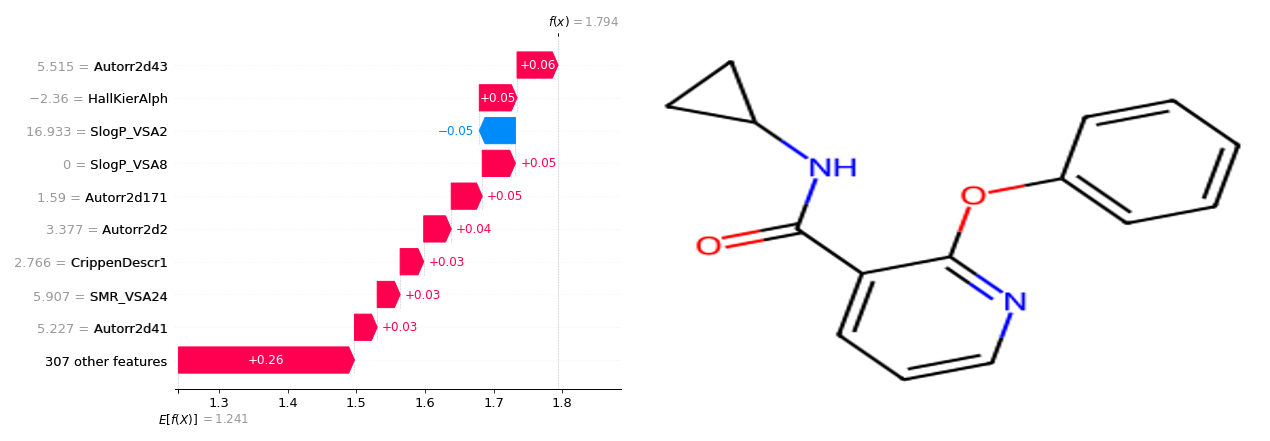 f(x) = 1.794
5.515 = Autorr2d43
+0.06
−2.36 = HallKierAlph
+0.05
16.933 = SlogP_VSA2
−0.05
0 = SlogP_VSA8
+0.05
1.59 = Autorr2d171
+0.05
3.377 = Autorr2d2
+0.04
2.766 = CrippenDescr1
+0.03
5.907 = SMR_VSA24
+0.03
5.227 = Autorr2d41
+0.03
307 other features
+0.26
1.3 1.4 1.5 1.6 1.7 1.8
E[f(X)] = 1.241
NH
O
O
N